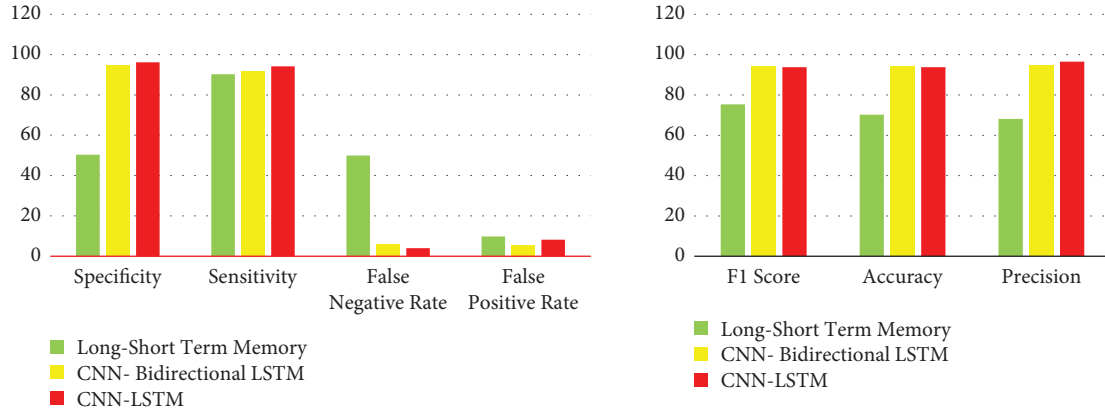 120
100
80
60
40
20
0
Specificity
Sensitivity
False
Negative Rate
False
Positive Rate
Long-Short Term Memory
CNN- Bidirectional LSTM
CNN-LSTM
120
100
80
60
40
20
0
F1 Score
Accuracy
Precision
Long-Short Term Memory
CNN- Bidirectional LSTM
CNN-LSTM